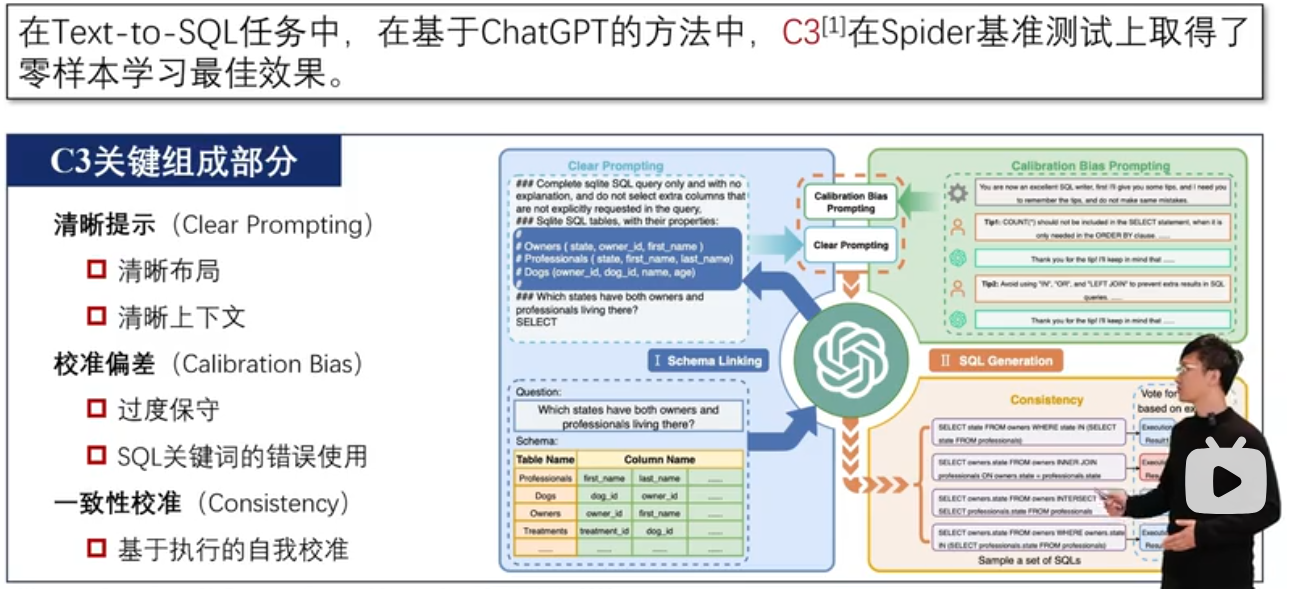 在Text-to-SQL任务中，在基于ChatGPT的方法中，C3[1]在Spider基准测试上取得了
零样本学习最佳效果。
C3关键组成部分
清晰提示（Clear Prompting）
清晰布局
清晰上下文
校准偏差（Calibration Bias）
过度保守
SQL关键词的错误使用
一致性校准（Consistency）
基于执行的自我校准
Clear Prompting
### Complete sqlite SQL query only and with no
explanation, and do not select extra columns that
are not explicitly requested in the query,
### Sqlite SQL tables, with their properties:
#
# Owners ( state, owner_id, first_name )
# Professionals ( state, first_name, last_name)
# Dogs (owner_id, dog_id, name, age)
#
### Which states have both owners and
professionals living there?
SELECT
Calibration Bias
Prompting
Clear Prompting
Calibration Bias Prompting
You are now an excellent SQL writer, first I'll give you some tips, and I need you
to remember the tips, and do not make same mistakes.
Tip1: COUNT(*) should not be included in the SELECT statement, when it is
only needed in the ORDER BY clause. ......
Thank you for the tip! I'll keep in mind that ......
Tip2: Avoid using "IN", "OR", and "LEFT JOIN" to prevent extra results in SQL
queries. ......
Thank you for the tip! I'll keep in mind that ......
I Schema Linking
II SQL Generation
Question:
Which states have both owners and
professionals living there?
Schema:
Table Name Column Name
Professionals first_name last_name ......
Dogs dog_id owner_id ......
Owners owner_id first_name ......
Treatments treatment_id dog_id ......
...... ...... ...... ......
Consistency
Vote for
based on
SELECT state FROM owners WHERE state IN (SELECT
state FROM professionals)
SELECT owners.state FROM owners INNER JOIN
professionals ON owners.state = professionals.state
SELECT owners.state FROM owners INTERSECT
SELECT professionals.state FROM professionals
SELECT owners.state FROM owners WHERE owners.state
IN (SELECT professionals.state FROM professionals)
Sample a set of SQLs